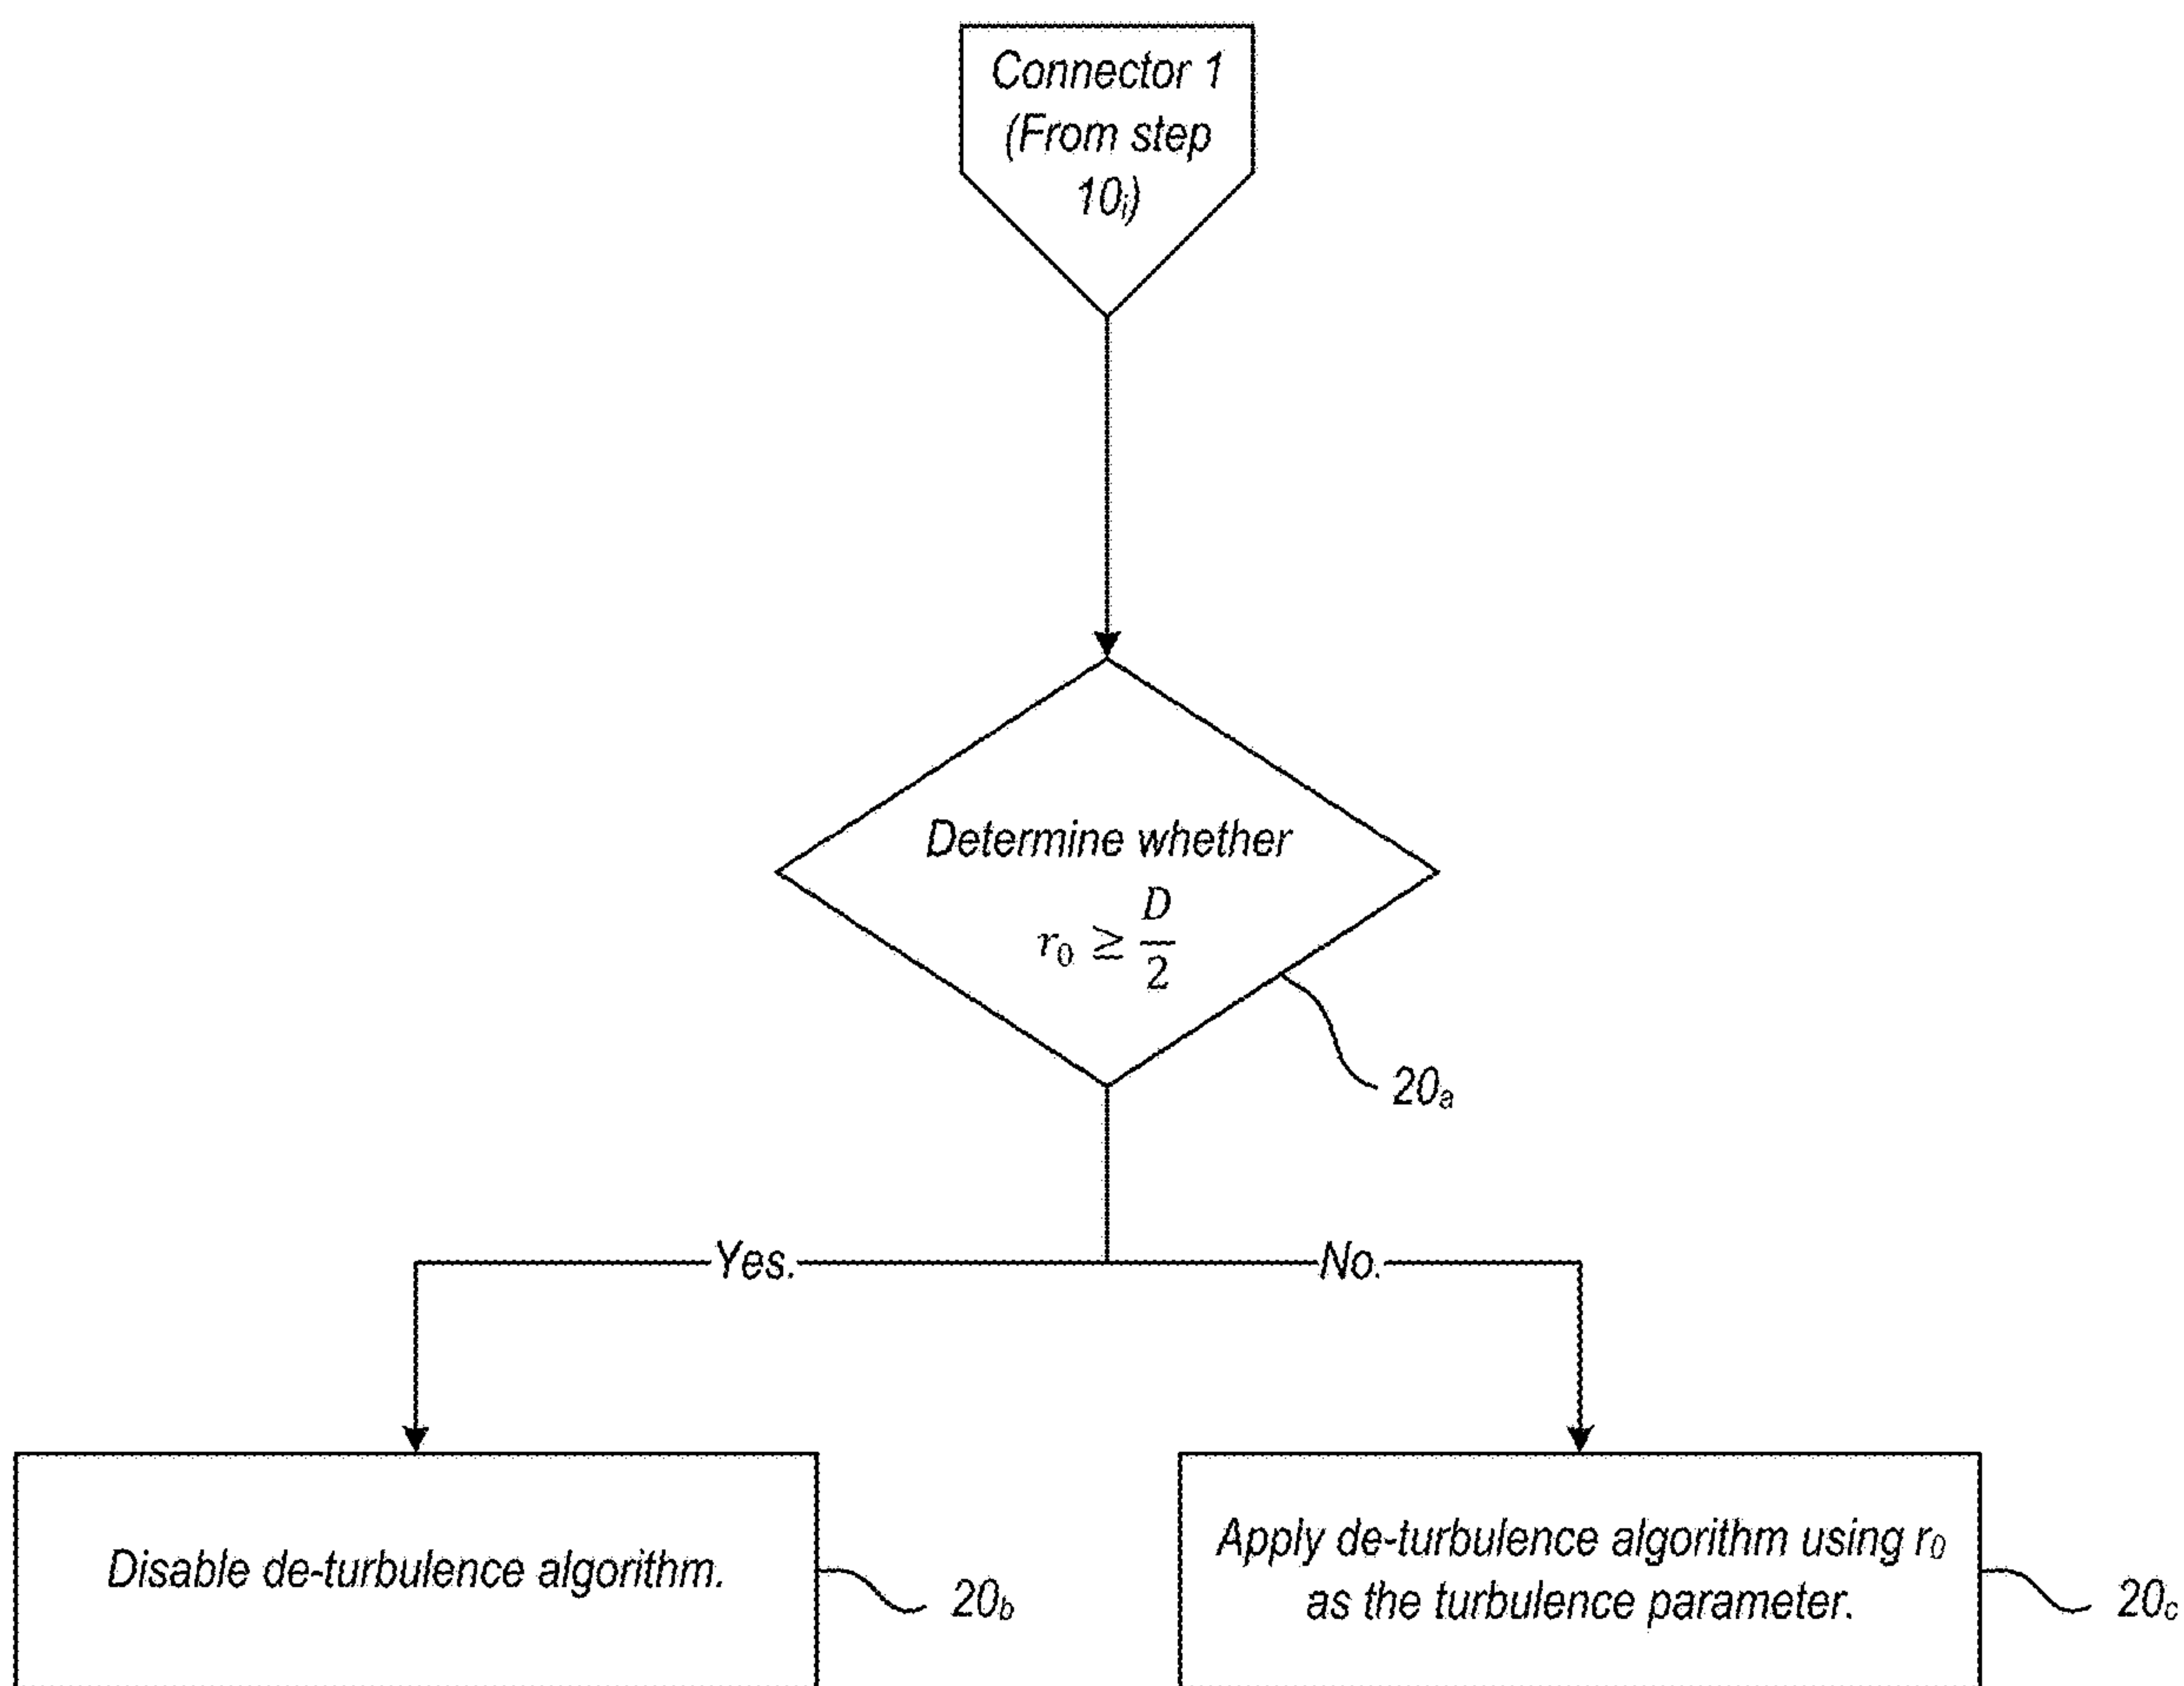 Connector 1
(From step
10ᵢ)
Determine whether
r₀ ≥ D/2
20ₐ
Yes.
No.
Disable de-turbulence algorithm.
20b
Apply de-turbulence algorithm using r₀
as the turbulence parameter.
20c